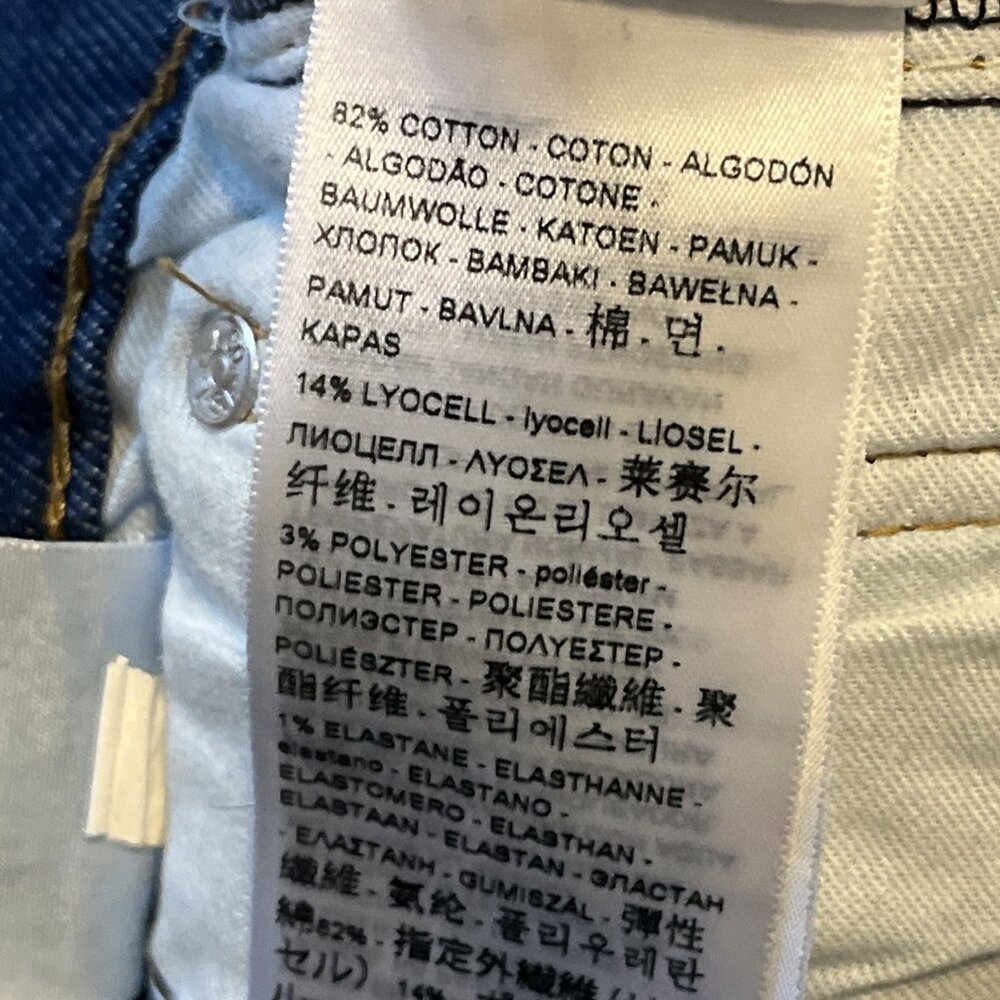 82% COTTON - COTON - ALGODÓN
- ALGODÃO - COTONE -
BAUMWOLLE - KATOEN - PAMUK -
ХЛОПОК - BAMBAKI - BAWEŁNA -
PAMUT - BAVLNA - 棉 - 면 -
KAPAS
14% LYOCELL - lyocell - LIOSEL -
ЛИОЦЕЛЛ - ΛΥΟΣΕΛ - 莱赛尔
纤维 - 레이온리오셀
3% POLYESTER - poliéster -
POLIESTER - POLIESTERE -
ПОЛИЭСТЕР - ΠΟΛΥΕΣΤΕΡ -
POLIÉSZTER - 聚酯纖維 - 聚
酯纤维 - 폴리에스터
1% ELASTANE - ELASTHANNE -
elastano - ELASTANO -
ELASTOMERO - ELASTHAN -
ELASTAAN - ELASTAN - ЭЛАСТАН
- ΕΛΑΣΤΑΝΗ - GUMISZÁL - 彈性
纖維 - 氨纶 - 폴리우레탄
綿82% - 指定外繊維(
セル) 14%